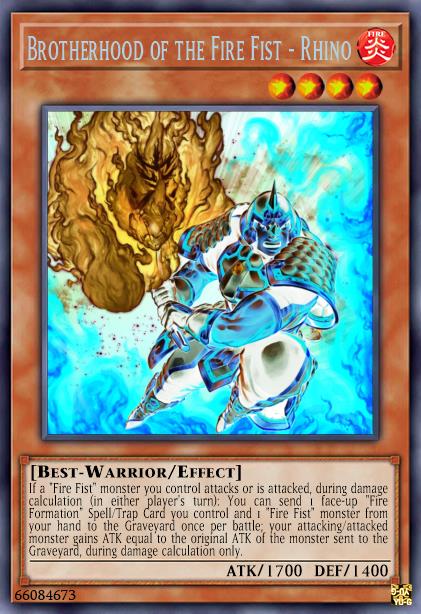 BROTHERHOOD OF THE FIRE FIST - RHINO
FIRE
炎
[BEST-WARRIOR/EFFECT]
If a "Fire Fist" monster you control attacks or is attacked, during damage
calculation (in either player's turn): You can send 1 face-up "Fire
Formation" Spell/Trap Card you control and 1 "Fire Fist" monster from
your hand to the Graveyard once per battle; your attacking/attacked
monster gains ATK equal to the original ATK of the monster sent to the
Graveyard, during damage calculation only.
ATK/1700 DEF/1400
66084673